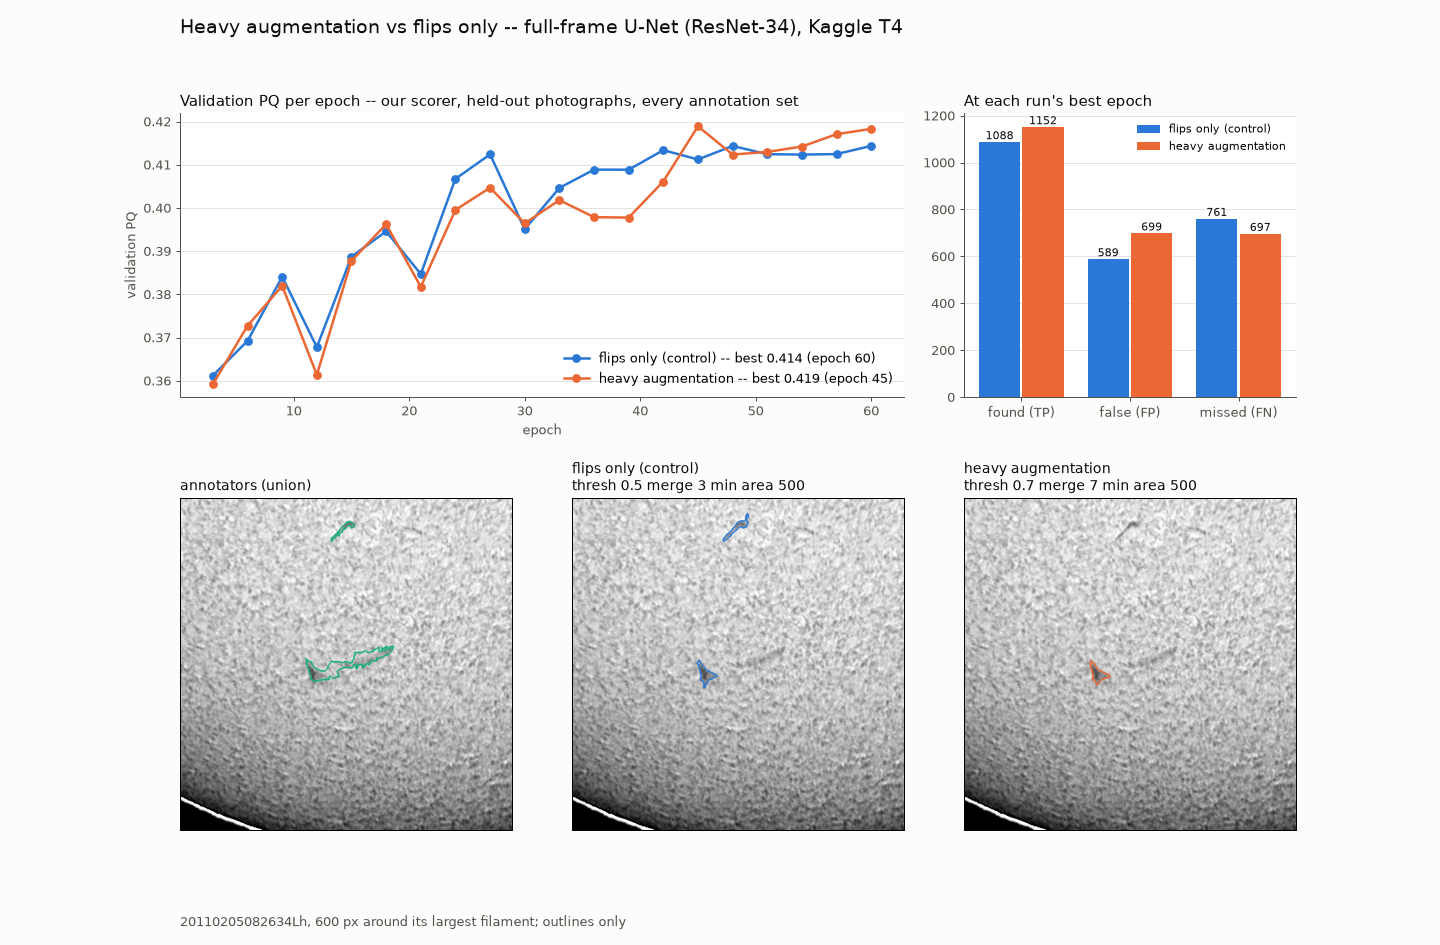 Heavy augmentation vs flips only -- full-frame U-Net (ResNet-34), Kaggle T4
Validation PQ per epoch -- our scorer, held-out photographs, every annotation set
validation PQ
0.42
0.41
0.40
0.39
0.38
0.37
0.36
flips only (control) -- best 0.414 (epoch 60)
heavy augmentation -- best 0.419 (epoch 45)
10
20
30
40
50
60
epoch
At each run's best epoch
1200
1000
800
600
400
200
0
flips only (control)
heavy augmentation
1088
1152
589
699
761
697
found (TP)
false (FP)
missed (FN)
annotators (union)
flips only (control)
thresh 0.5 merge 3 min area 500
heavy augmentation
thresh 0.7 merge 7 min area 500
20110205082634Lh, 600 px around its largest filament; outlines only